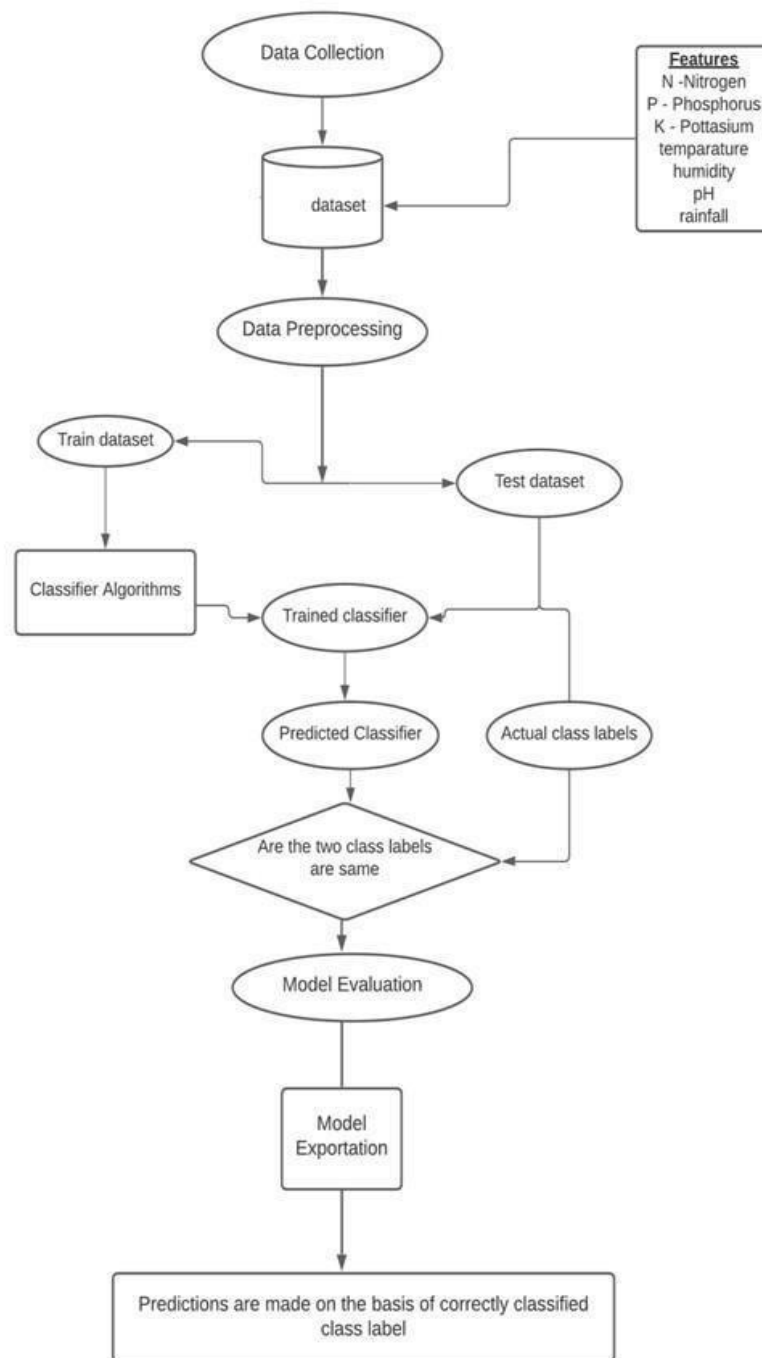 Data Collection
Features
N -Nitrogen
P - Phosphorus
K - Pottasium
temparature
humidity
pH
rainfall
dataset
Data Preprocessing
Train dataset
Test dataset
Classifier Algorithms
Trained classifier
Predicted Classifier
Actual class labels
Are the two class labels
are same
Model Evaluation
Model
Exportation
Predictions are made on the basis of correctly classified
class label